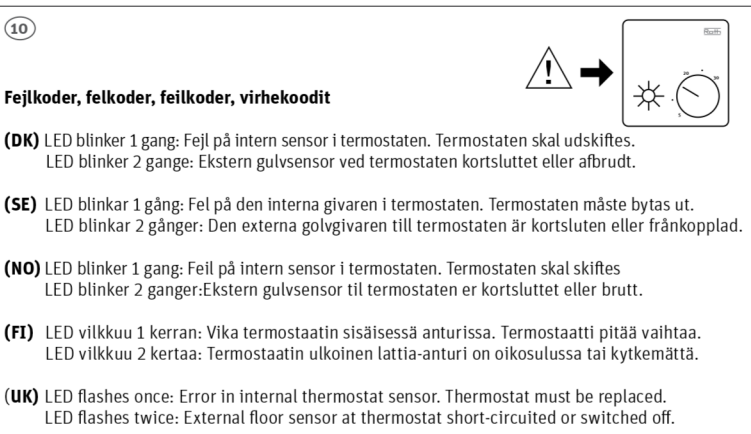 10
Roth
20
30
5
Fejlkoder, felkoder, feilkoder, virhekoodit
(DK) LED blinker 1 gang: Fejl på intern sensor i termostaten. Termostaten skal udskiftes.
LED blinker 2 gange: Ekstern gulvsensor ved termostaten kortsluttet eller afbrudt.
(SE) LED blinkar 1 gång: Fel på den interna givaren i termostaten. Termostaten måste bytas ut.
LED blinkar 2 gånger: Den externa golvgivaren till termostaten är kortsluten eller frånkopplad.
(NO) LED blinker 1 gang: Feil på intern sensor i termostaten. Termostaten skal skiftes
LED blinker 2 ganger:Ekstern gulvsensor til termostaten er kortsluttet eller brutt.
(FI) LED vilkkuu 1 kerran: Vika termostaatin sisäisessä anturissa. Termostaatti pitää vaihtaa.
LED vilkkuu 2 kertaa: Termostaatin ulkoinen lattia-anturi on oikosulussa tai kytkemättä.
(UK) LED flashes once: Error in internal thermostat sensor. Thermostat must be replaced.
LED flashes twice: External floor sensor at thermostat short-circuited or switched off.